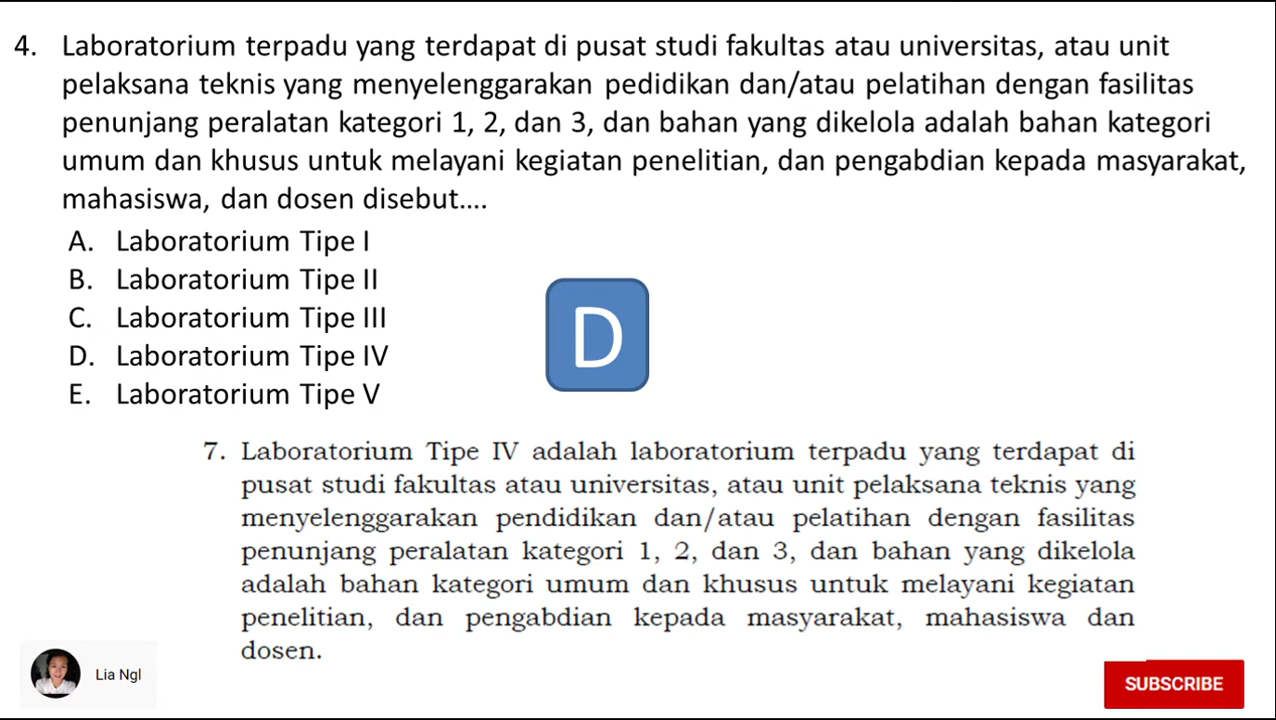 4. Laboratorium terpadu yang terdapat di pusat studi fakultas atau universitas, atau unit
pelaksana teknis yang menyelenggarakan pedidikan dan/atau pelatihan dengan fasilitas
penunjang peralatan kategori 1, 2, dan 3, dan bahan yang dikelola adalah bahan kategori
umum dan khusus untuk melayani kegiatan penelitian, dan pengabdian kepada masyarakat,
mahasiswa, dan dosen disebut....
A. Laboratorium Tipe I
B. Laboratorium Tipe II
C. Laboratorium Tipe III
D. Laboratorium Tipe IV
E. Laboratorium Tipe V
D
7. Laboratorium Tipe IV adalah laboratorium terpadu yang terdapat di
pusat studi fakultas atau universitas, atau unit pelaksana teknis yang
menyelenggarakan pendidikan dan/atau pelatihan dengan fasilitas
penunjang peralatan kategori 1, 2, dan 3, dan bahan yang dikelola
adalah bahan kategori umum dan khusus untuk melayani kegiatan
penelitian, dan pengabdian kepada masyarakat, mahasiswa dan
dosen.
Lia Ngl
SUBSCRIBE